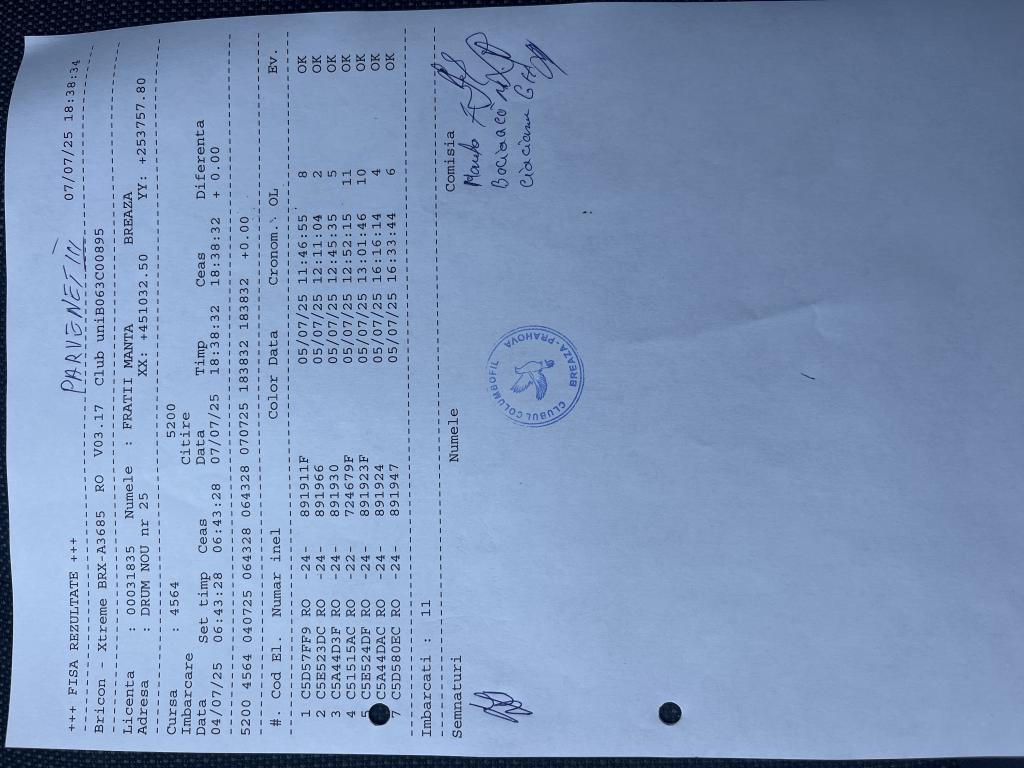 PARVENETIII
+++ FISA REZULTATE +++ 07/07/25 18:38:34
Bricon - Xtreme BRX-A3685 RO V03.17 Club uniB063C00895
Licenta : 00031835 Numele : FRATII MANTA BREAZA
Adresa : DRUM NOU nr 25 XX: +451032.50 YY: +253757.80
Cursa : 4564 5200
Imbarcare Citire
Data Set timp Ceas Data Timp Ceas Diferenta
04/07/25 06:43:28 06:43:28 07/07/25 18:38:32 18:38:32 + 0.00
5200 4564 040725 064328 064328 070725 183832 183832 +0.00
#. Cod El. Numar inel Color Data Cronom. OL Ev.
1 C5D57FF9 RO -24- 891911F 05/07/25 11:46:55 8 OK
2 C5E523DC RO -24- 891966 05/07/25 12:11:04 2 OK
3 C5A44D3F RO -24- 891930 05/07/25 12:45:35 5 OK
4 C51515AC RO -22- 724679F 05/07/25 12:52:15 11 OK
5 C5E524DF RO -24- 891923F 05/07/25 13:01:46 10 OK
C5A44DAC RO -24- 891924 05/07/25 16:16:14 4 OK
7 C5D580EC RO -24- 891947 05/07/25 16:33:44 6 OK
Imbarcati : 11
Semnaturi Numele Comisia
CLUBUL COLUMBOFIL
BREAZA - PRAHOVA